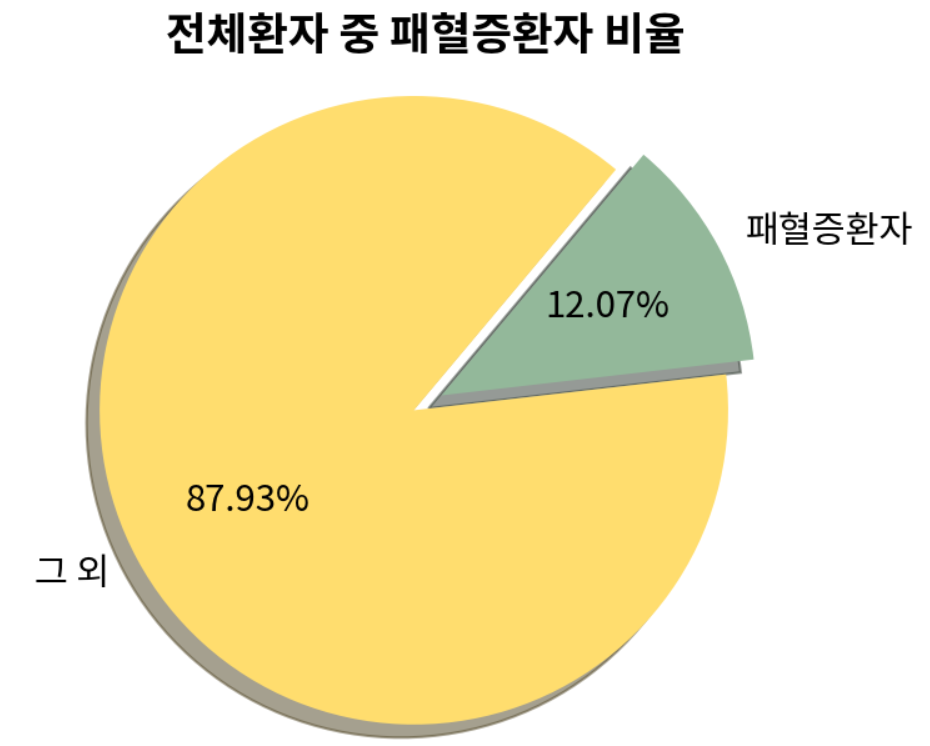 전체환자 중 패혈증환자 비율
패혈증환자
12.07%
87.93%
그 외